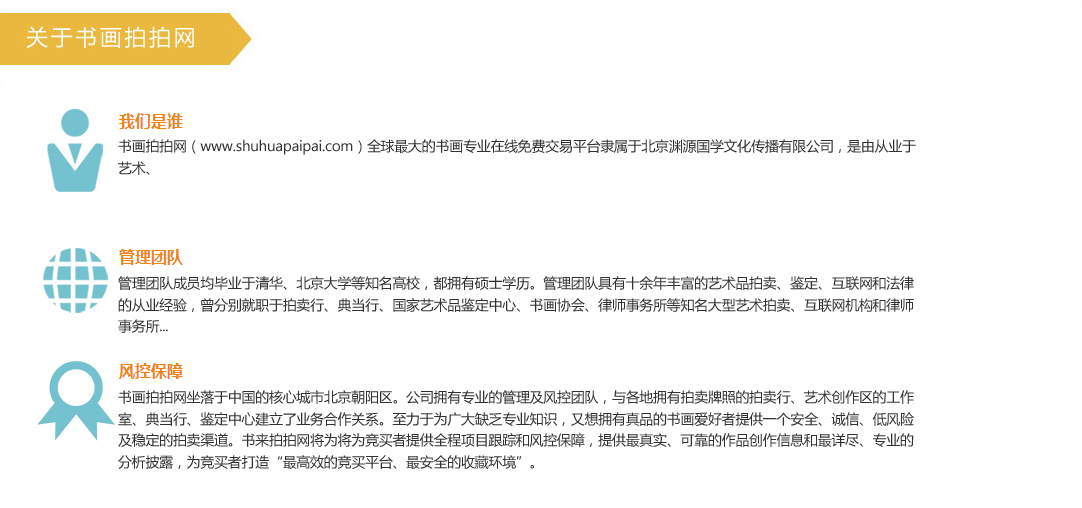 关于书画拍拍网
我们是谁
书画拍拍网（www.shuhuapaipai.com）全球最大的书画专业在线免费交易平台隶属于北京渊源国学文化传播有限公司，是由从业于
艺术、
管理团队
管理团队成员均毕业于清华、北京大学等知名高校，都拥有硕士学历。管理团队具有十余年丰富的艺术品拍卖、鉴定、互联网和法律
的从业经验，曾分别就职于拍卖行、典当行、国家艺术品鉴定中心、书画协会、律师事务所等知名大型艺术拍卖、互联网机构和律师
事务所...
风控保障
书画拍拍网坐落于中国的核心城市北京朝阳区。公司拥有专业的管理及风控团队，与各地拥有拍卖牌照的拍卖行、艺术创作区的工作
室、典当行、鉴定中心建立了业务合作关系。至力于为广大缺乏专业知识，又想拥有真品的书画爱好者提供一个安全、诚信、低风险
及稳定的拍卖渠道。书来拍拍网将为将为竞买者提供全程项目跟踪和风控保障，提供最真实、可靠的作品创作信息和最详尽、专业的
分析披露，为竞买者打造“最高效的竞买平台、最安全的收藏环境”。